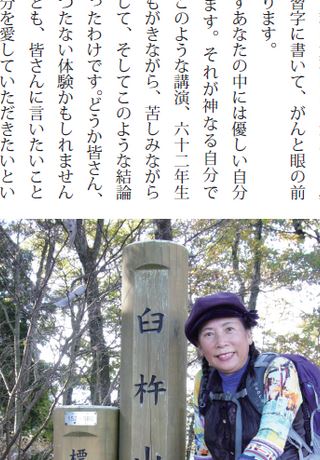 習字に書いて、がんと眼の前
ります。
すあなたの中には優しい自分
ます。それが神なる自分で
このような講演、六十二年生
もがきながら、苦しみながら
して、そしてこのような結論
ったわけです。どうか皆さん、
つたない体験かもしれません
とも、皆さんに言いたいこと
分を愛していただきたいとい
臼杵山
標